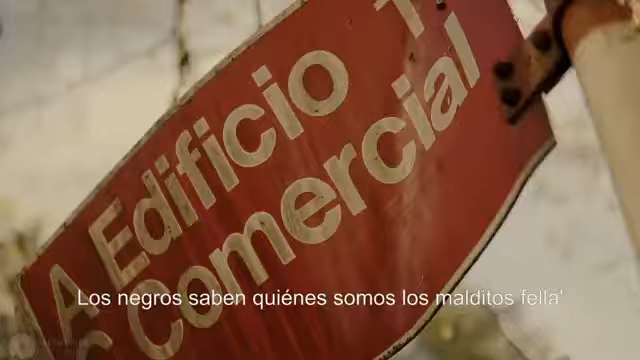 A Edificio
Comercial
Los negros saben quiénes somos los malditos fella'